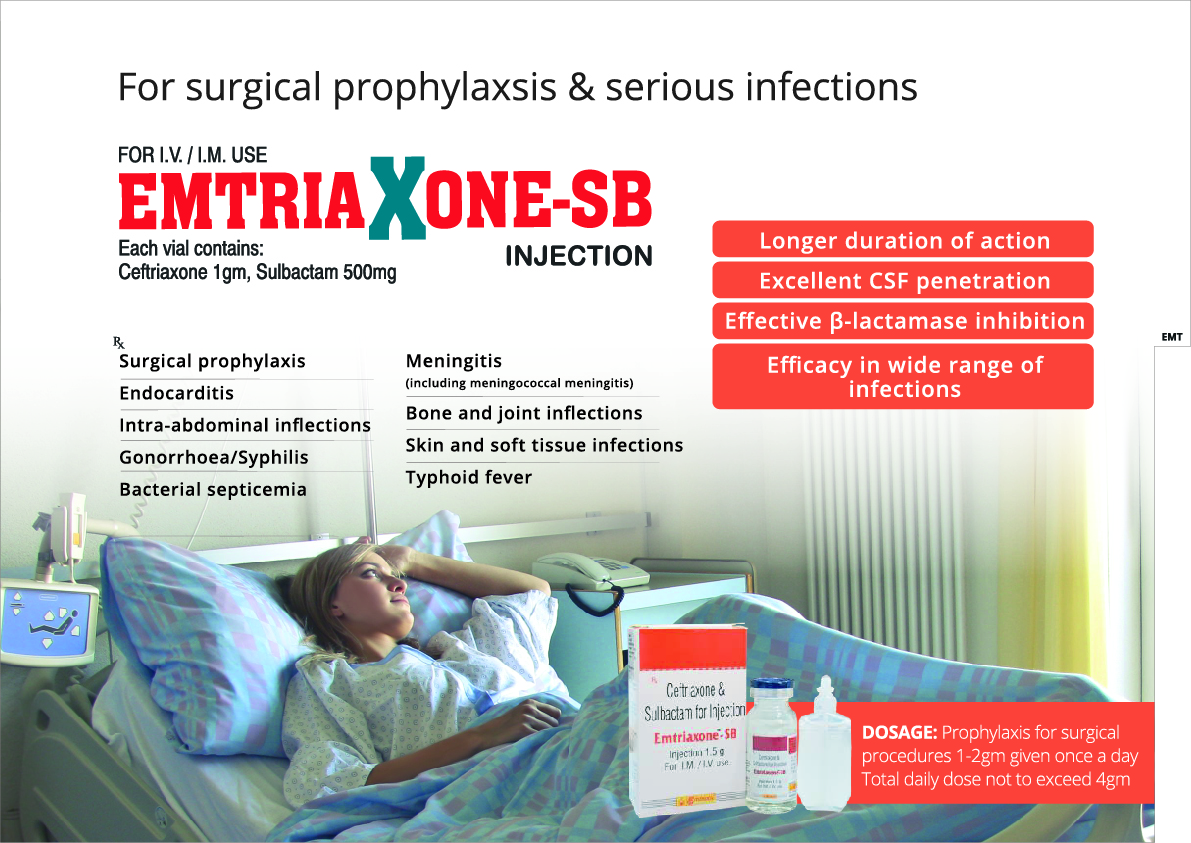 For surgical prophylaxsis & serious infections
FOR I.V. / I.M. USE
EMTRIAXONE-SB
INJECTION
Each vial contains:
Ceftriaxone 1gm, Sulbactam 500mg
Longer duration of action
Excellent CSF penetration
Effective β-lactamase inhibition
Efficacy in wide range of
infections
EMT
℞
Surgical prophylaxis
Endocarditis
Intra-abdominal inflections
Gonorrhoea/Syphilis
Bacterial septicemia
Meningitis
(including meningococcal meningitis)
Bone and joint inflections
Skin and soft tissue infections
Typhoid fever
Ceftriaxone &
Sulbactam for Injection
Emtriaxone-SB
Injection 1.5 g
For I.M. / I.V. use
DOSAGE: Prophylaxis for surgical
procedures 1-2gm given once a day
Total daily dose not to exceed 4gm